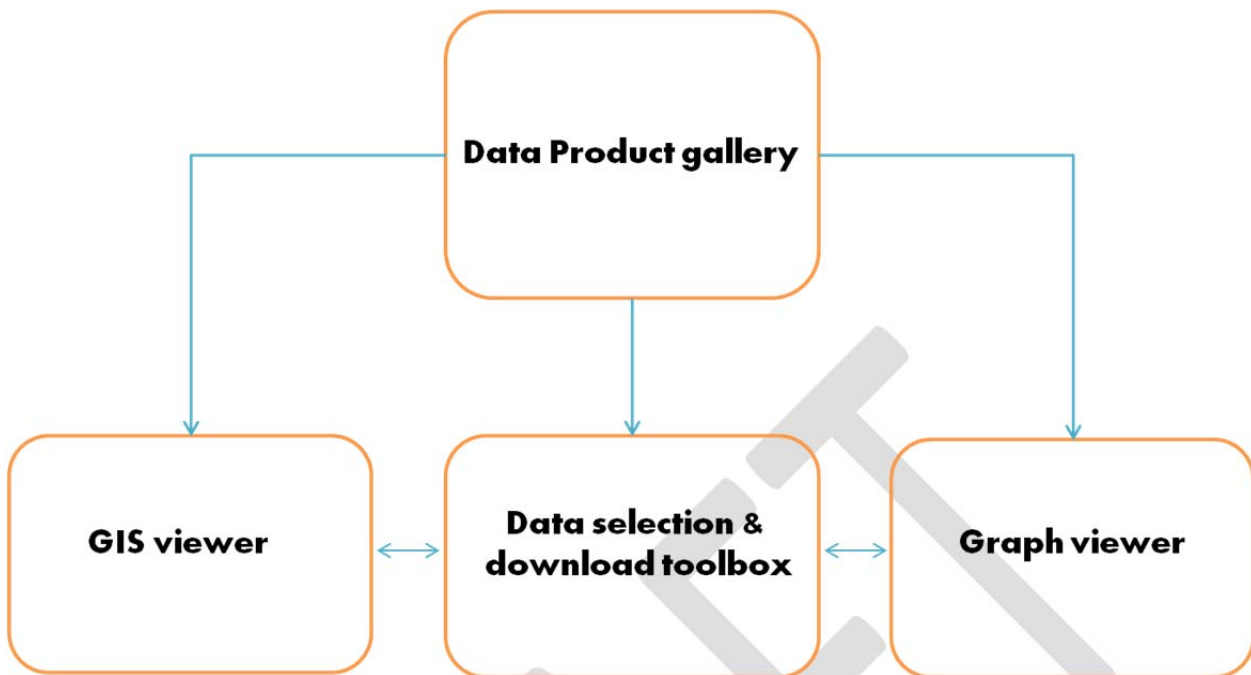 Data Product gallery
GIS viewer
Data selection &
download toolbox
Graph viewer